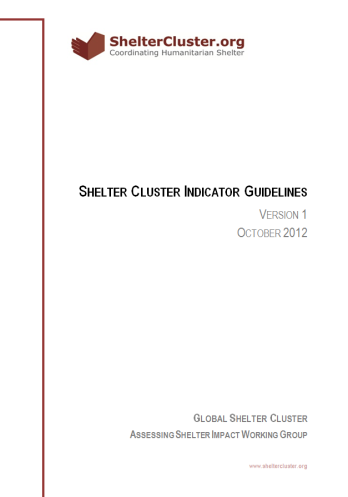 ShelterCluster.org
Coordinating Humanitarian Shelter
SHELTER CLUSTER INDICATOR GUIDELINES
VERSION 1
OCTOBER 2012
GLOBAL SHELTER CLUSTER
ASSESSING SHELTER IMPACT WORKING GROUP
www.sheltercluster.org